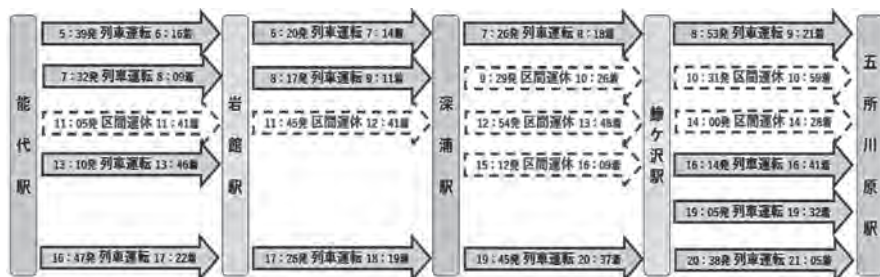 能代駅
5：39発 列車運転 6：16着
7：32発 列車運転 8：09着
11：05発 区間運休 11：41着
13：10発 列車運転 13：46着
16：47発 列車運転 17：22着
岩館駅
6：20発 列車運転 7：14着
8：17発 列車運転 9：11着
11：45発 区間運休 12：41着
17：26発 列車運転 18：19着
深浦駅
7：26発 列車運転 8：18着
9：29発 区間運休 10：26着
12：54発 区間運休 13：48着
15：12発 区間運休 16：09着
19：45発 列車運転 20：37着
鰺ケ沢駅
8：53発 列車運転 9：21着
10：31発 区間運休 10：59着
14：00発 区間運休 14：28着
16：14発 列車運転 16：41着
19：05発 列車運転 19：32着
20：38発 列車運転 21：05着
五所川原駅